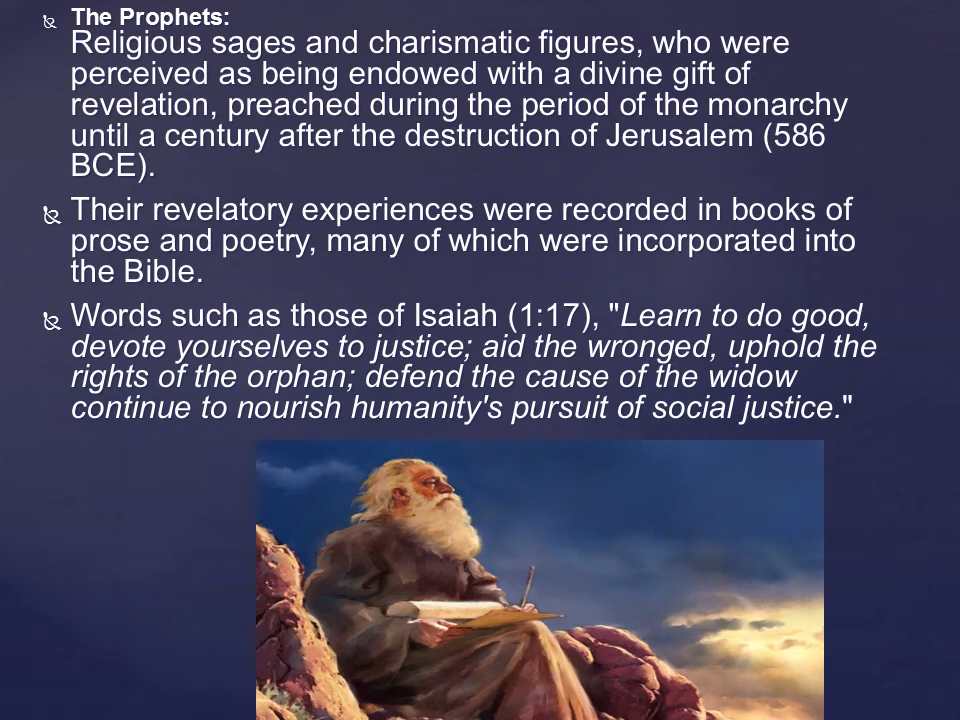 The Prophets:
Religious sages and charismatic figures, who were
perceived as being endowed with a divine gift of
revelation, preached during the period of the monarchy
until a century after the destruction of Jerusalem (586
BCE).
Their revelatory experiences were recorded in books of
prose and poetry, many of which were incorporated into
the Bible.
Words such as those of Isaiah (1:17), "Learn to do good,
devote yourselves to justice; aid the wronged, uphold the
rights of the orphan; defend the cause of the widow
continue to nourish humanity's pursuit of social justice."